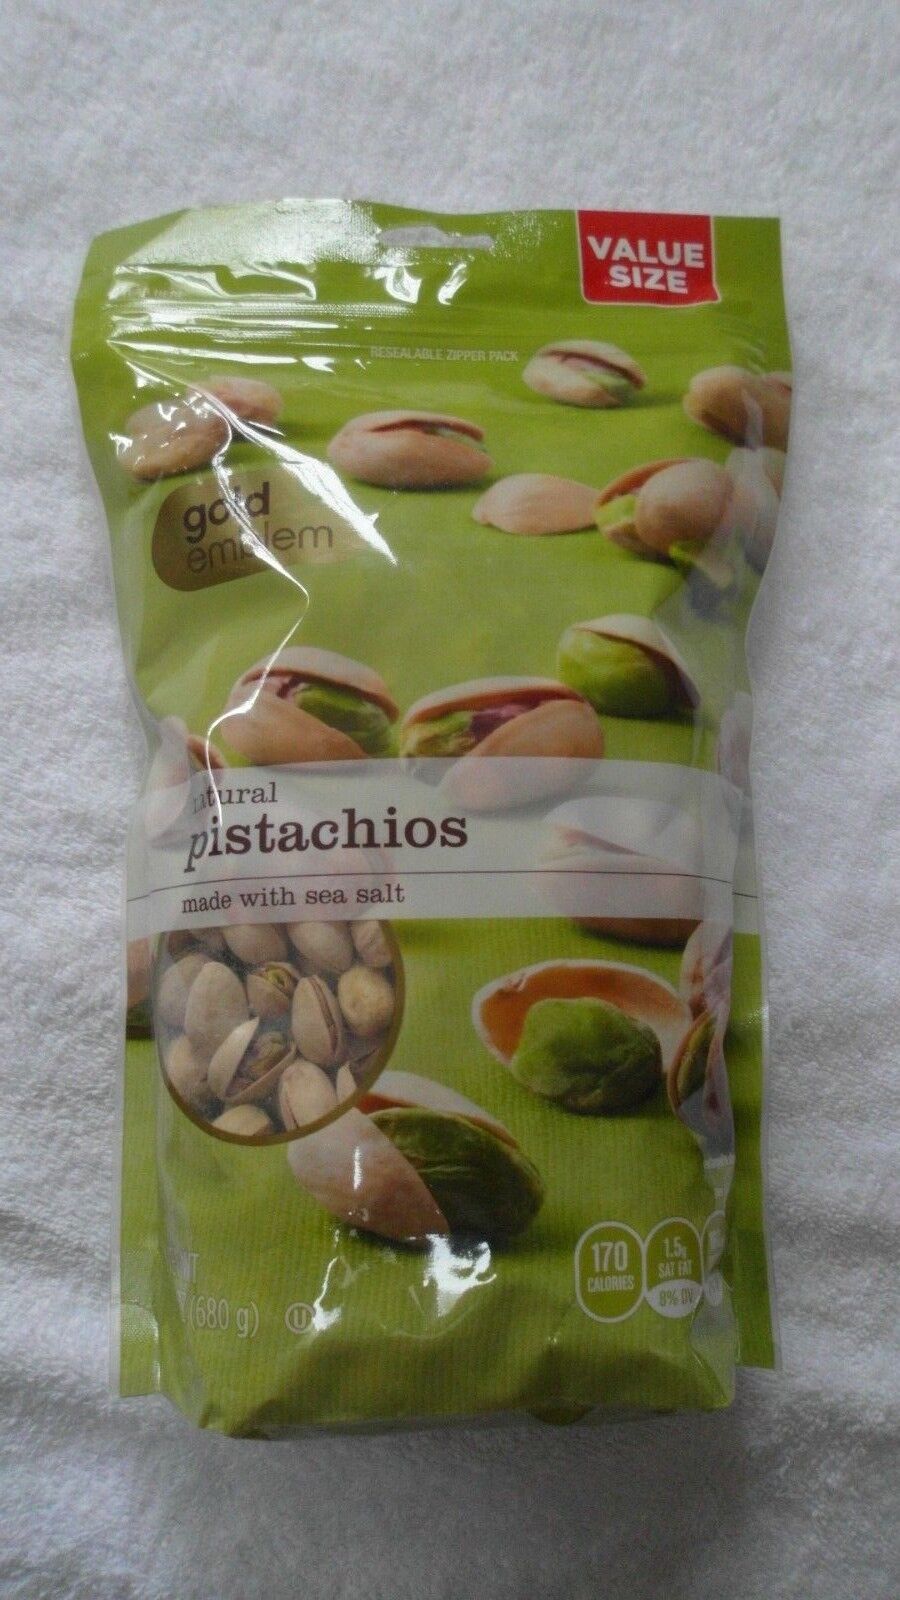 VALUE
SIZE
RESEALABLE ZIPPER PACK
gold
emblem
natural
pistachios
made with sea salt
(680 g)
U
170
CALORIES
1.5g
SAT FAT
8% DV